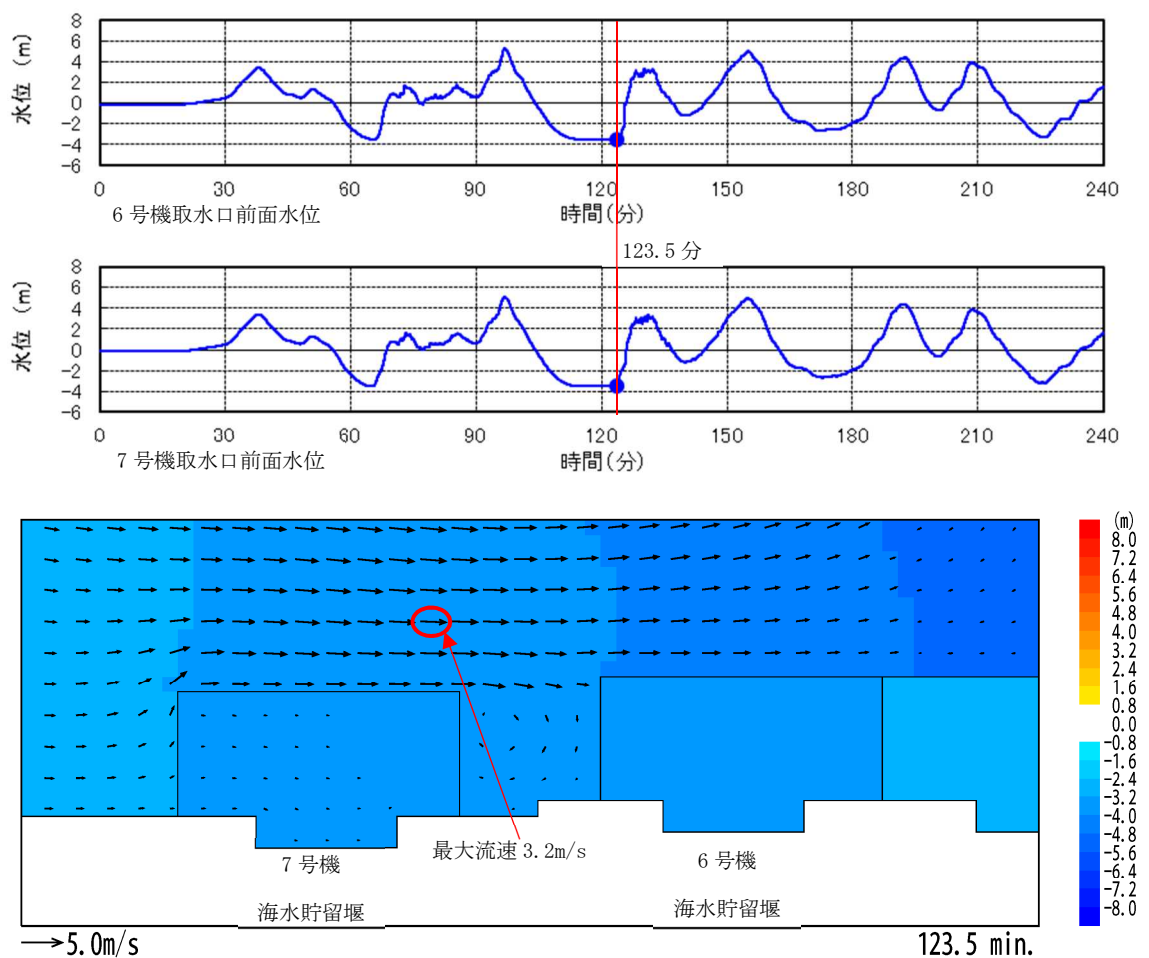 8
6
4
2
0
-2
-4
-6
水位 (m)
0 30 60 90 120 150 180 210 240
6号機取水口前面水位
時間(分)
123.5分
8
6
4
2
0
-2
-4
-6
水位 (m)
0 30 60 90 120 150 180 210 240
7号機取水口前面水位
時間(分)
(m)
8.0
7.2
6.4
5.6
4.8
4.0
3.2
2.4
1.6
0.8
0.0
-0.8
-1.6
-2.4
-3.2
-4.0
-4.8
-5.6
-6.4
-7.2
-8.0
最大流速3.2m/s
7号機
6号機
海水貯留堰
海水貯留堰
5.0m/s
123.5 min.